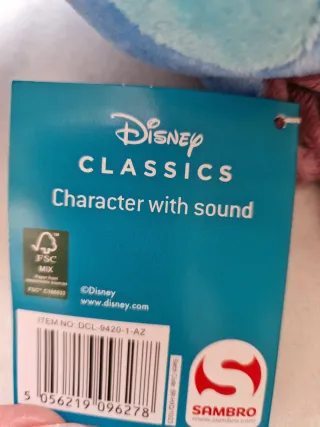 Disney
CLASSICS
Character with sound
FSC
MIX
©Disney
www.disney.com
ITEM NO: DCL-9420-1-AZ
5 056219 096278
SAMBRO